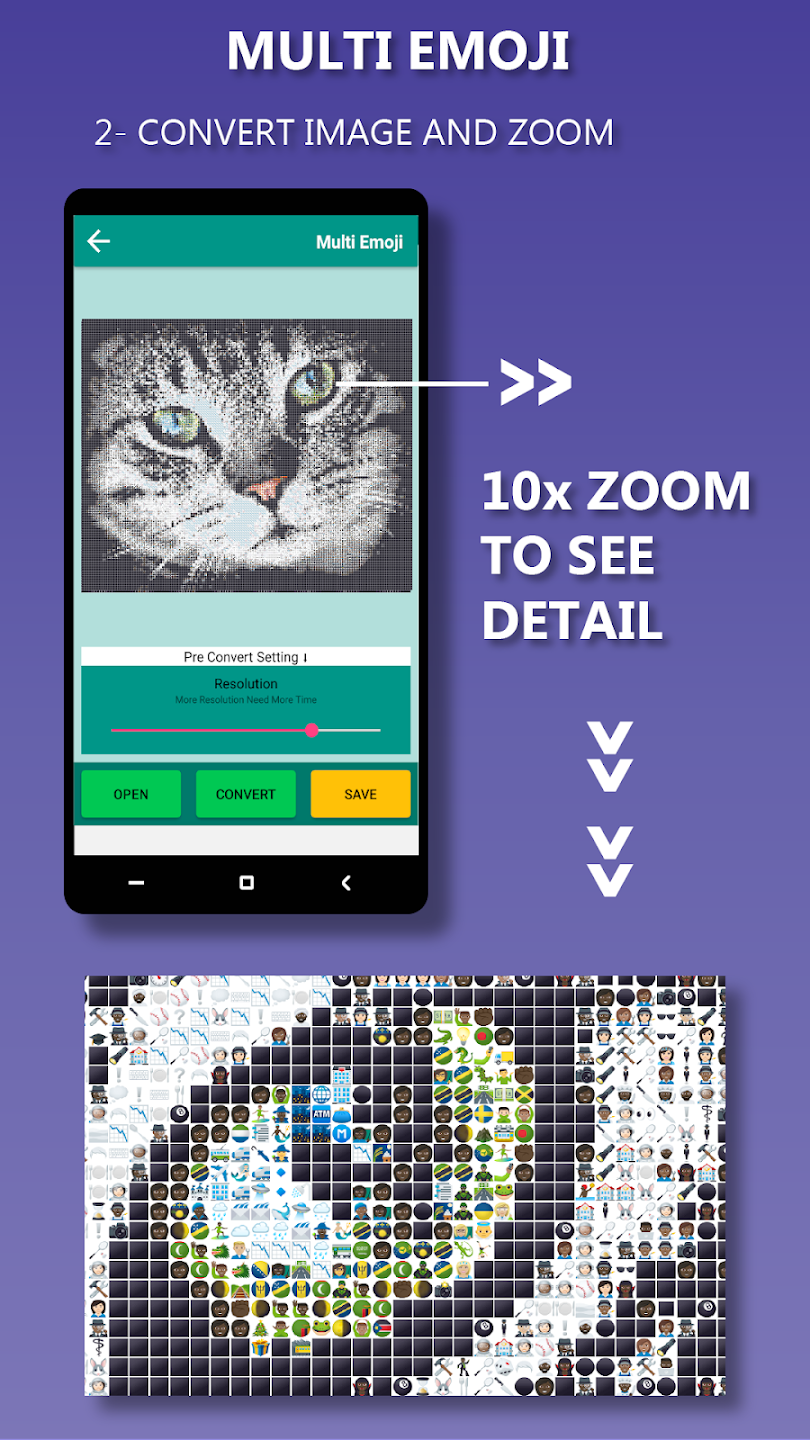 MULTI EMOJI
2- CONVERT IMAGE AND ZOOM
Multi Emoji
>>
10x ZOOM
TO SEE
DETAIL
Pre Convert Setting ↓
Resolution
More Resolution Need More Time
OPEN
CONVERT
SAVE
ATM
M